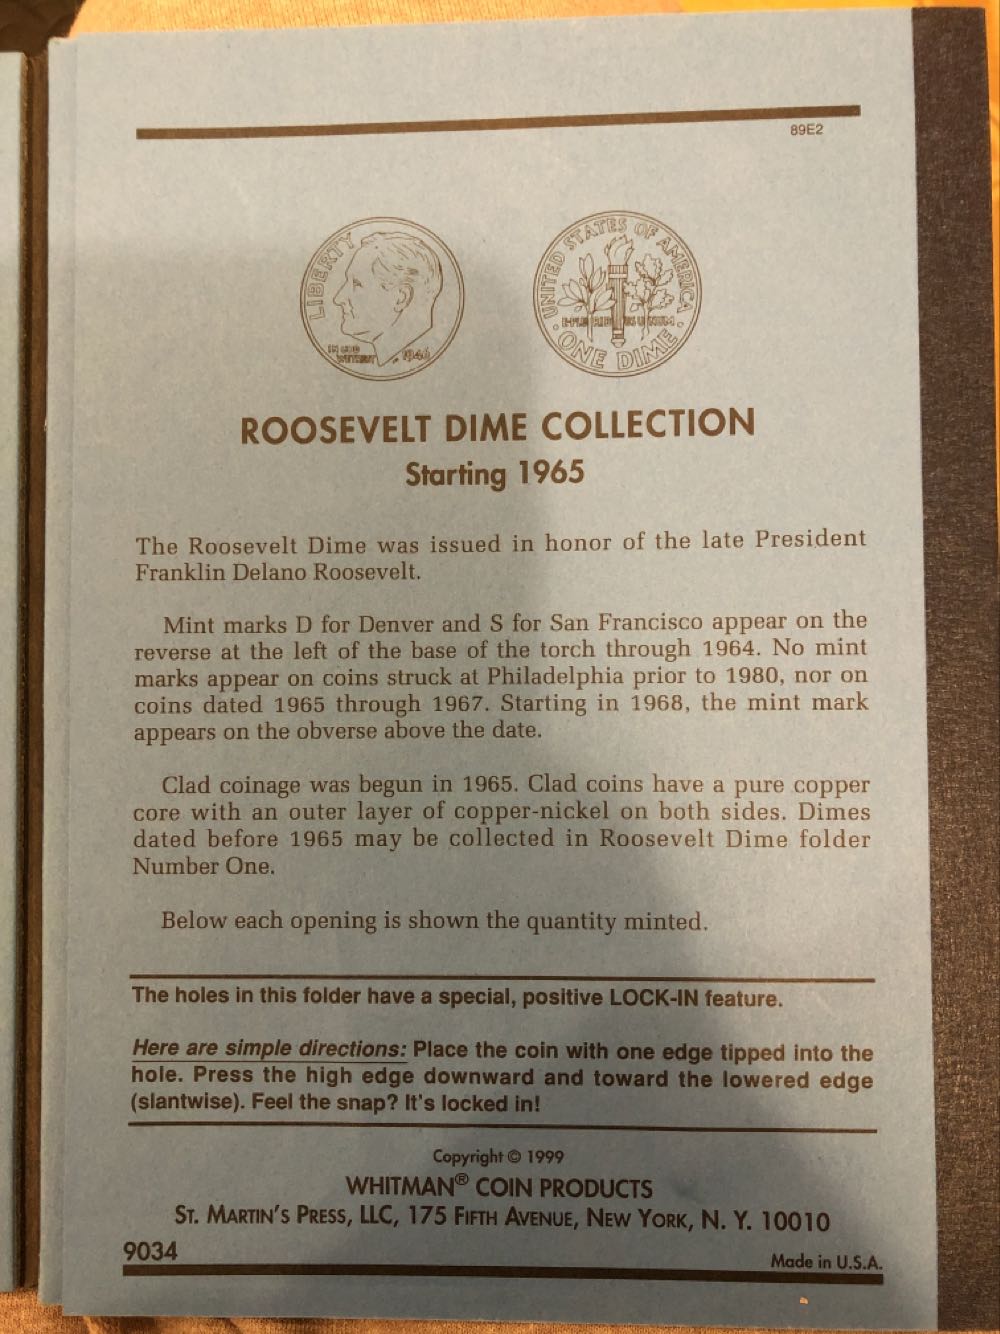 89E2
LIBERTY
IN GOD
WE TRUST
1946
UNITED STATES OF AMERICA
E PLURIBUS UNUM
ONE DIME
ROOSEVELT DIME COLLECTION
Starting 1965
The Roosevelt Dime was issued in honor of the late President
Franklin Delano Roosevelt.
Mint marks D for Denver and S for San Francisco appear on the
reverse at the left of the base of the torch through 1964. No mint
marks appear on coins struck at Philadelphia prior to 1980, nor on
coins dated 1965 through 1967. Starting in 1968, the mint mark
appears on the obverse above the date.
Clad coinage was begun in 1965. Clad coins have a pure copper
core with an outer layer of copper-nickel on both sides. Dimes
dated before 1965 may be collected in Roosevelt Dime folder
Number One.
Below each opening is shown the quantity minted.
The holes in this folder have a special, positive LOCK-IN feature.
Here are simple directions: Place the coin with one edge tipped into the
hole. Press the high edge downward and toward the lowered edge
(slantwise). Feel the snap? It's locked in!
Copyright © 1999
WHITMAN® COIN PRODUCTS
ST. MARTIN'S PRESS, LLC, 175 FIFTH AVENUE, NEW YORK, N. Y. 10010
9034
Made in U.S.A.